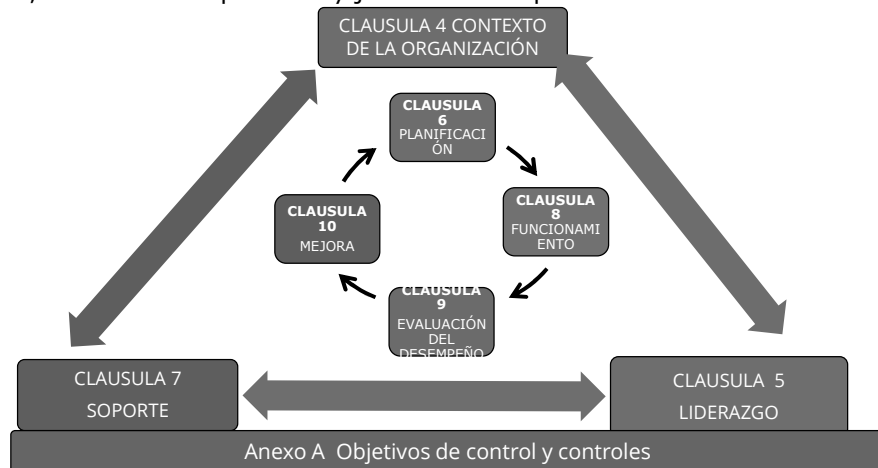 CLAUSULA 4 CONTEXTO
DE LA ORGANIZACIÓN
CLAUSULA
6
PLANIFICACI
ÓN
CLAUSULA
10
MEJORA
CLAUSULA
8
FUNCIONAMI
ENTO
CLAUSULA
9
EVALUACIÓN
DEL
DESEMPEÑO
CLAUSULA 7
SOPORTE
CLAUSULA 5
LIDERAZGO
Anexo A Objetivos de control y controles